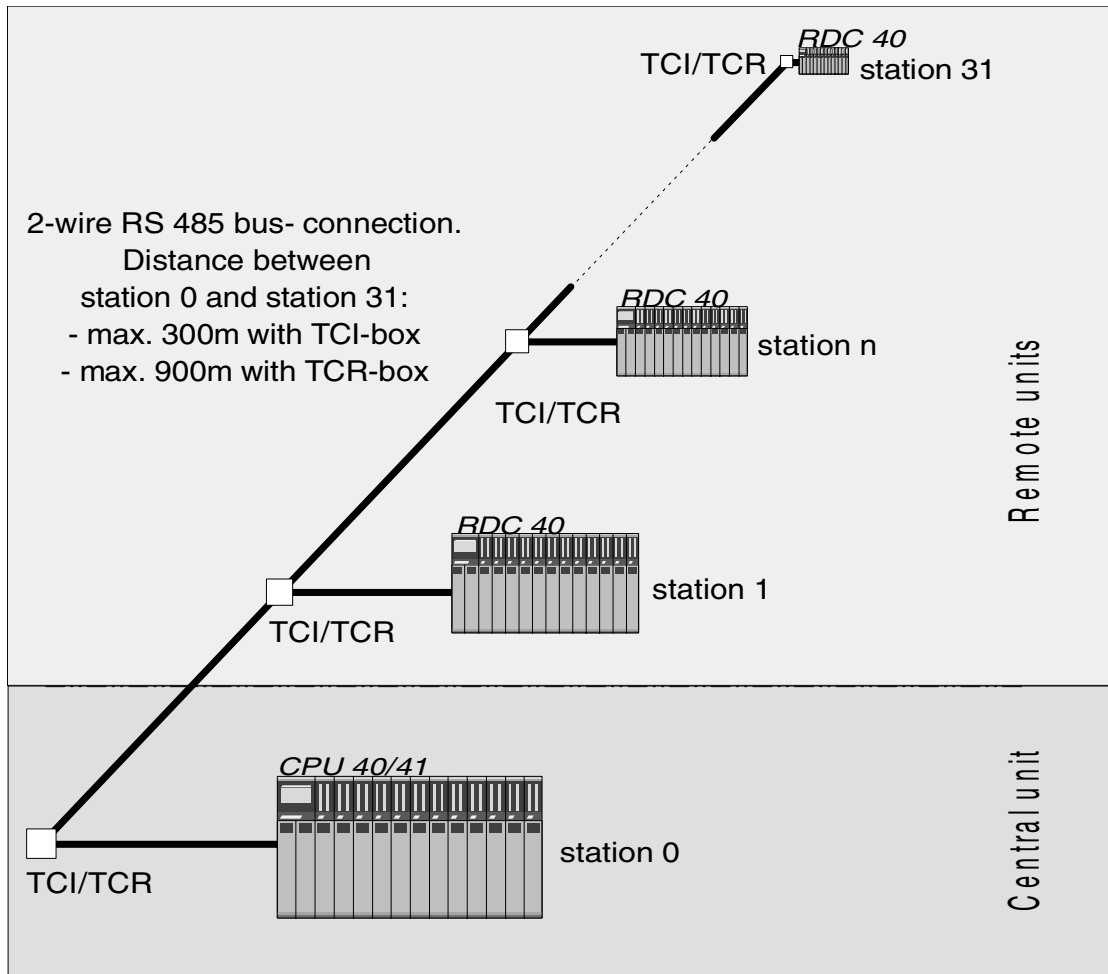 RDC 40
TCI/TCR
station 31
2-wire RS 485 bus- connection.
Distance between
station 0 and station 31:
- max. 300m with TCI-box
- max. 900m with TCR-box
RDC 40
station n
TCI/TCR
Remote units
RDC 40
station 1
TCI/TCR
CPU 40/41
station 0
TCI/TCR
Central unit